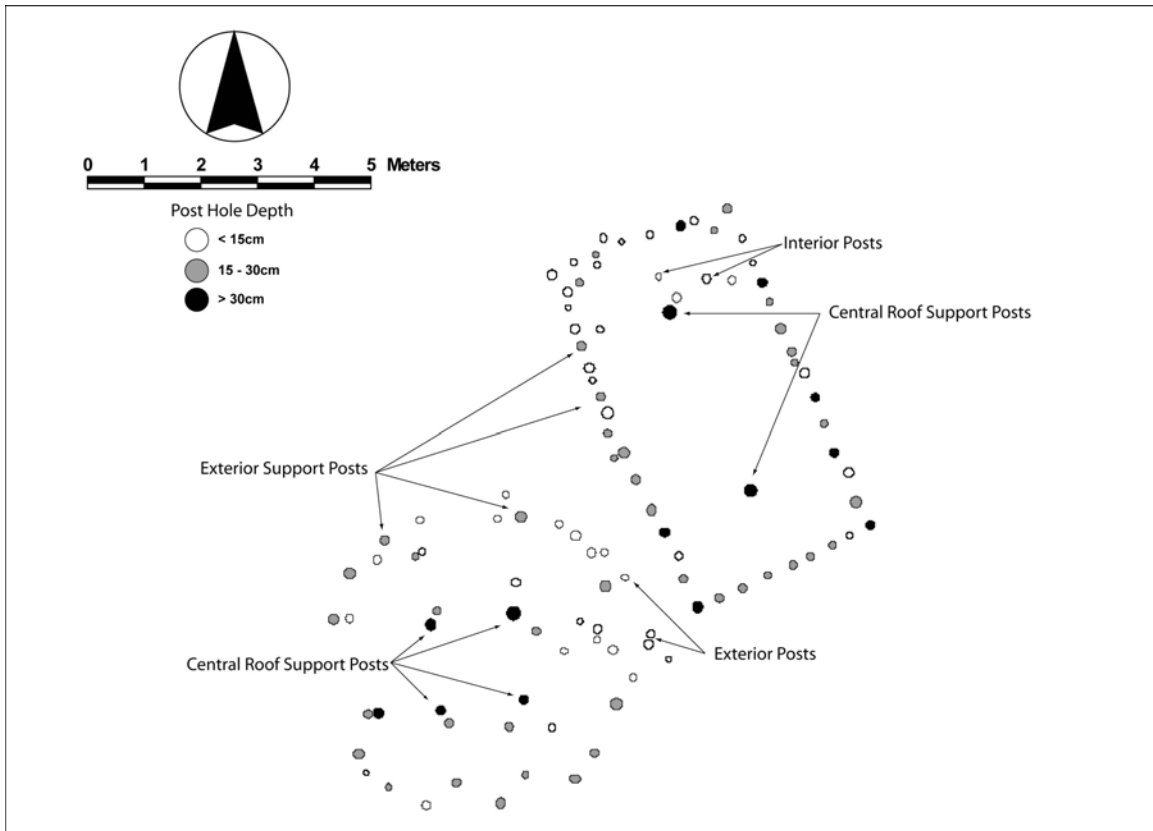 0 1 2 3 4 5 Meters
Post Hole Depth
< 15cm
15 - 30cm
> 30cm
Interior Posts
Central Roof Support Posts
Exterior Support Posts
Exterior Posts
Central Roof Support Posts